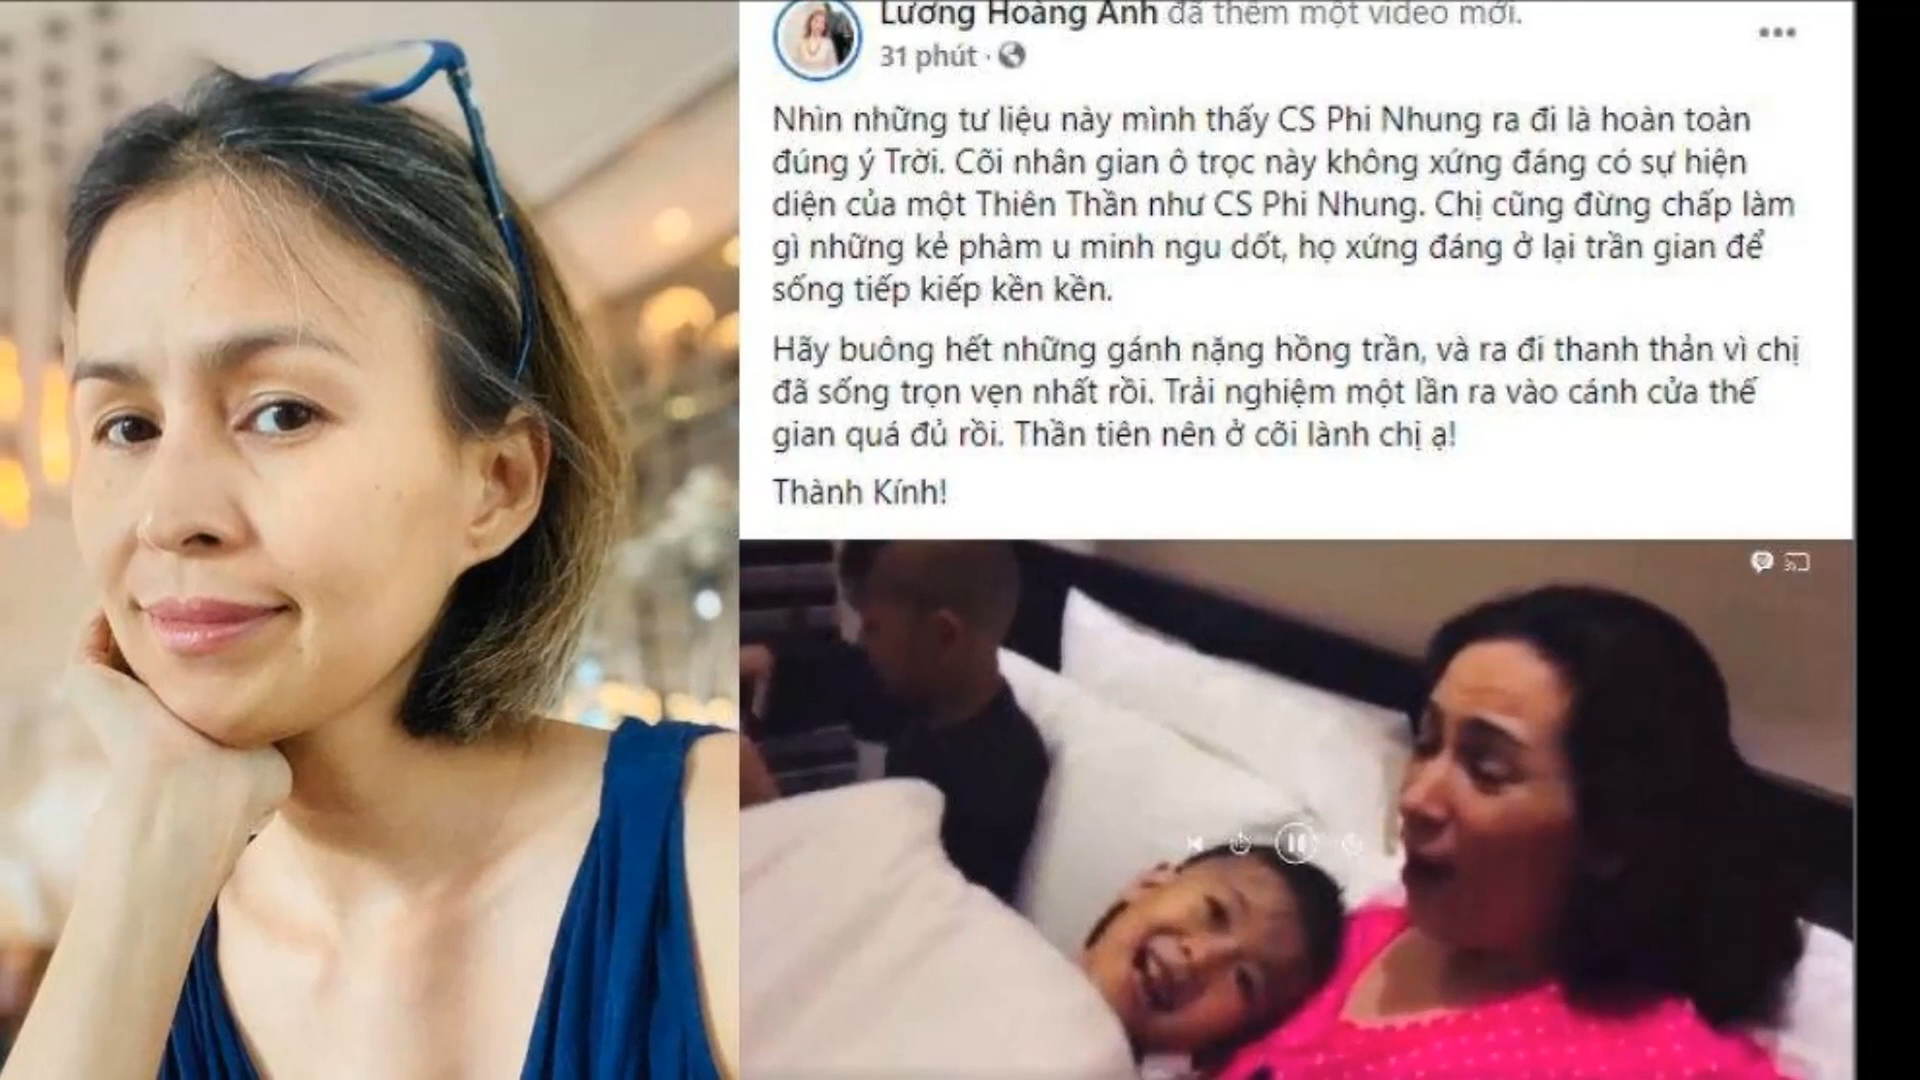 Lương Hoàng Anh đã thêm một video mới.
31 phút ·
Nhìn những tư liệu này mình thấy CS Phi Nhung ra đi là hoàn toàn
đúng ý Trời. Cõi nhân gian ô trọc này không xứng đáng có sự hiện
diện của một Thiên Thần như CS Phi Nhung. Chị cũng đừng chấp làm
gì những kẻ phàm u minh ngu dốt, họ xứng đáng ở lại trần gian để
sống tiếp kiếp kền kền.
Hãy buông hết những gánh nặng hồng trần, và ra đi thanh thản vì chị
đã sống trọn vẹn nhất rồi. Trải nghiệm một lần ra vào cánh cửa thế
gian quá đủ rồi. Thần tiên nên ở cõi lành chị ạ!
Thành Kính!